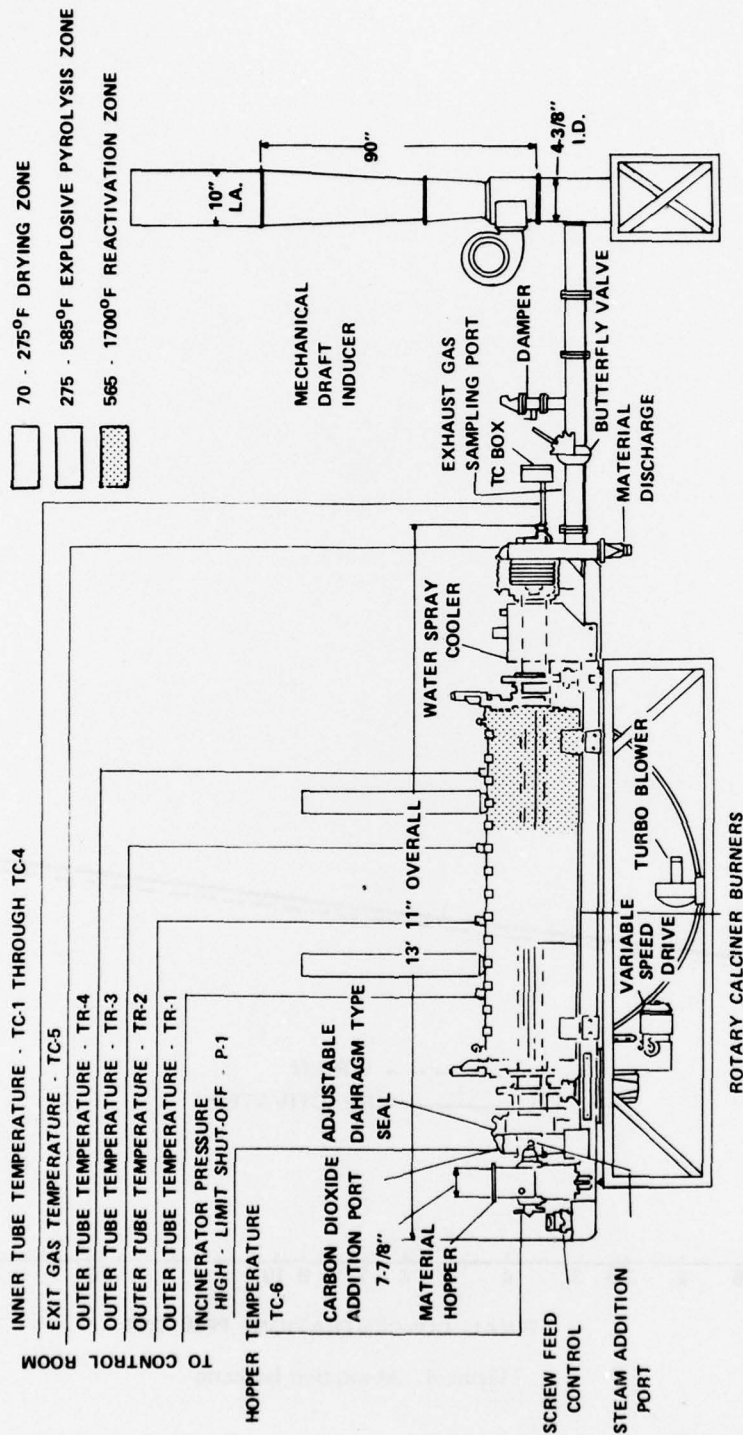 INNER TUBE TEMPERATURE - TC-1 THROUGH TC-4
EXIT GAS TEMPERATURE - TC-5
OUTER TUBE TEMPERATURE - TR-4
OUTER TUBE TEMPERATURE - TR-3
OUTER TUBE TEMPERATURE - TR-2
OUTER TUBE TEMPERATURE - TR-1
INCINERATOR PRESSURE
HIGH - LIMIT SHUT-OFF P-1
TO CONTROL ROOM
HOPPER TEMPERATURE
TC-6
CARBON DIOXIDE
ADDITION PORT
ADJUSTABLE
DIAHRAGM TYPE
SEAL
7-7/8"
MATERIAL
HOPPER
SCREW FEED
CONTROL
STEAM ADDITION
PORT
70 - 275°F DRYING ZONE
275 - 585°F EXPLOSIVE PYROLYSIS ZONE
565 - 1700°F REACTIVATION ZONE
10"
I.A.
90"
4-3/8"
I.D.
MECHANICAL
DRAFT
INDUCER
EXHAUST GAS
SAMPLING PORT
TC BOX
DAMPER
BUTTERFLY VALVE
MATERIAL
DISCHARGE
WATER SPRAY
COOLER
13' 11" OVERALL
VARIABLE
SPEED
DRIVE
TURBO BLOWER
ROTARY CALCINER BURNERS